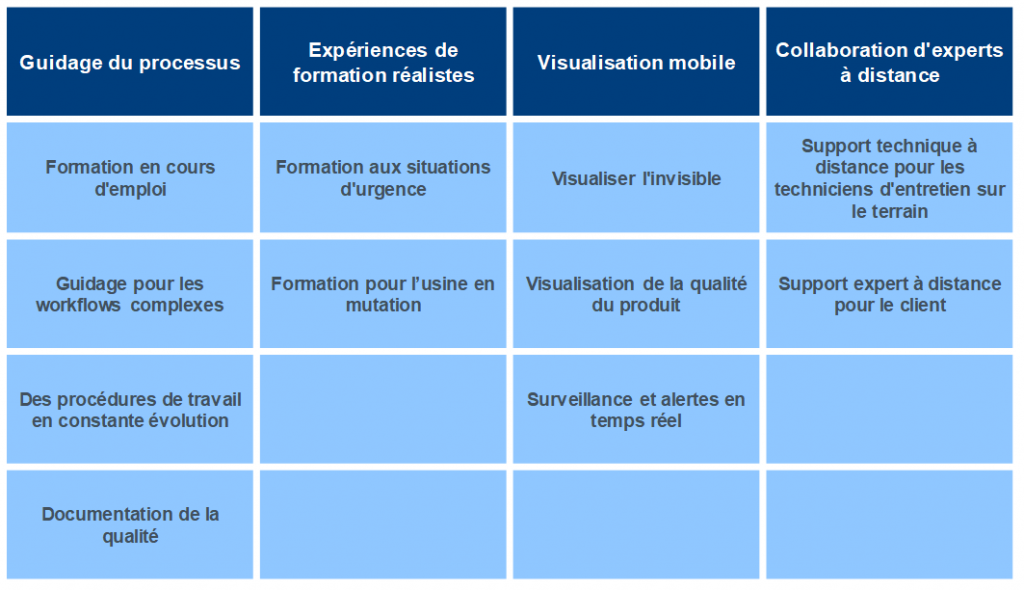 Guidage du processus
Expériences de
formation réalistes
Visualisation mobile
Collaboration d'experts
à distance
Formation en cours
d'emploi
Formation aux situations
d'urgence
Visualiser l'invisible
Support technique à
distance pour les
techniciens d'entretien sur
le terrain
Guidage pour les
workflows complexes
Formation pour l’usine en
mutation
Visualisation de la qualité
du produit
Support expert à distance
pour le client
Des procédures de travail
en constante évolution
Surveillance et alertes en
temps réel
Documentation de la
qualité